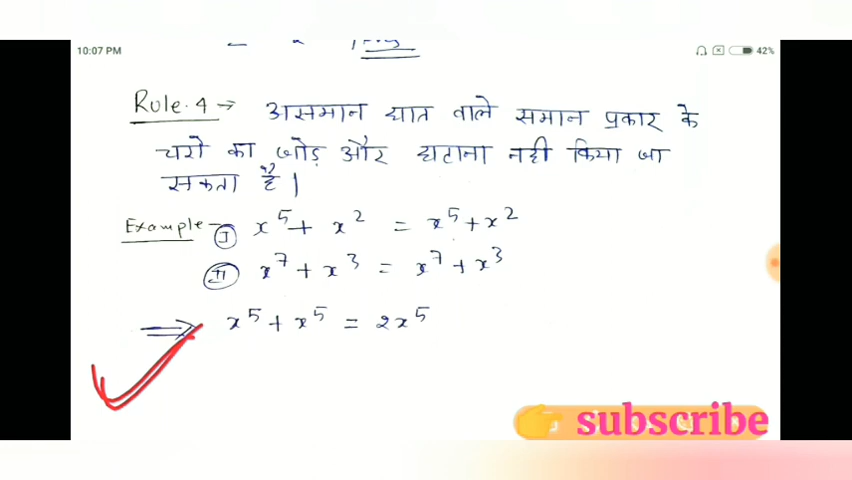 10:07 PM
42%
Rule.4 → असमान घात वाले समान प्रकार के
चरो का जोड़ और घटाना नही किया जा
सकता है।
Example- I x⁵ + x² = x⁵ + x²
II x⁷ + x³ = x⁷ + x³
⇒ x⁵ + x⁵ = 2x⁵
👉 subscribe